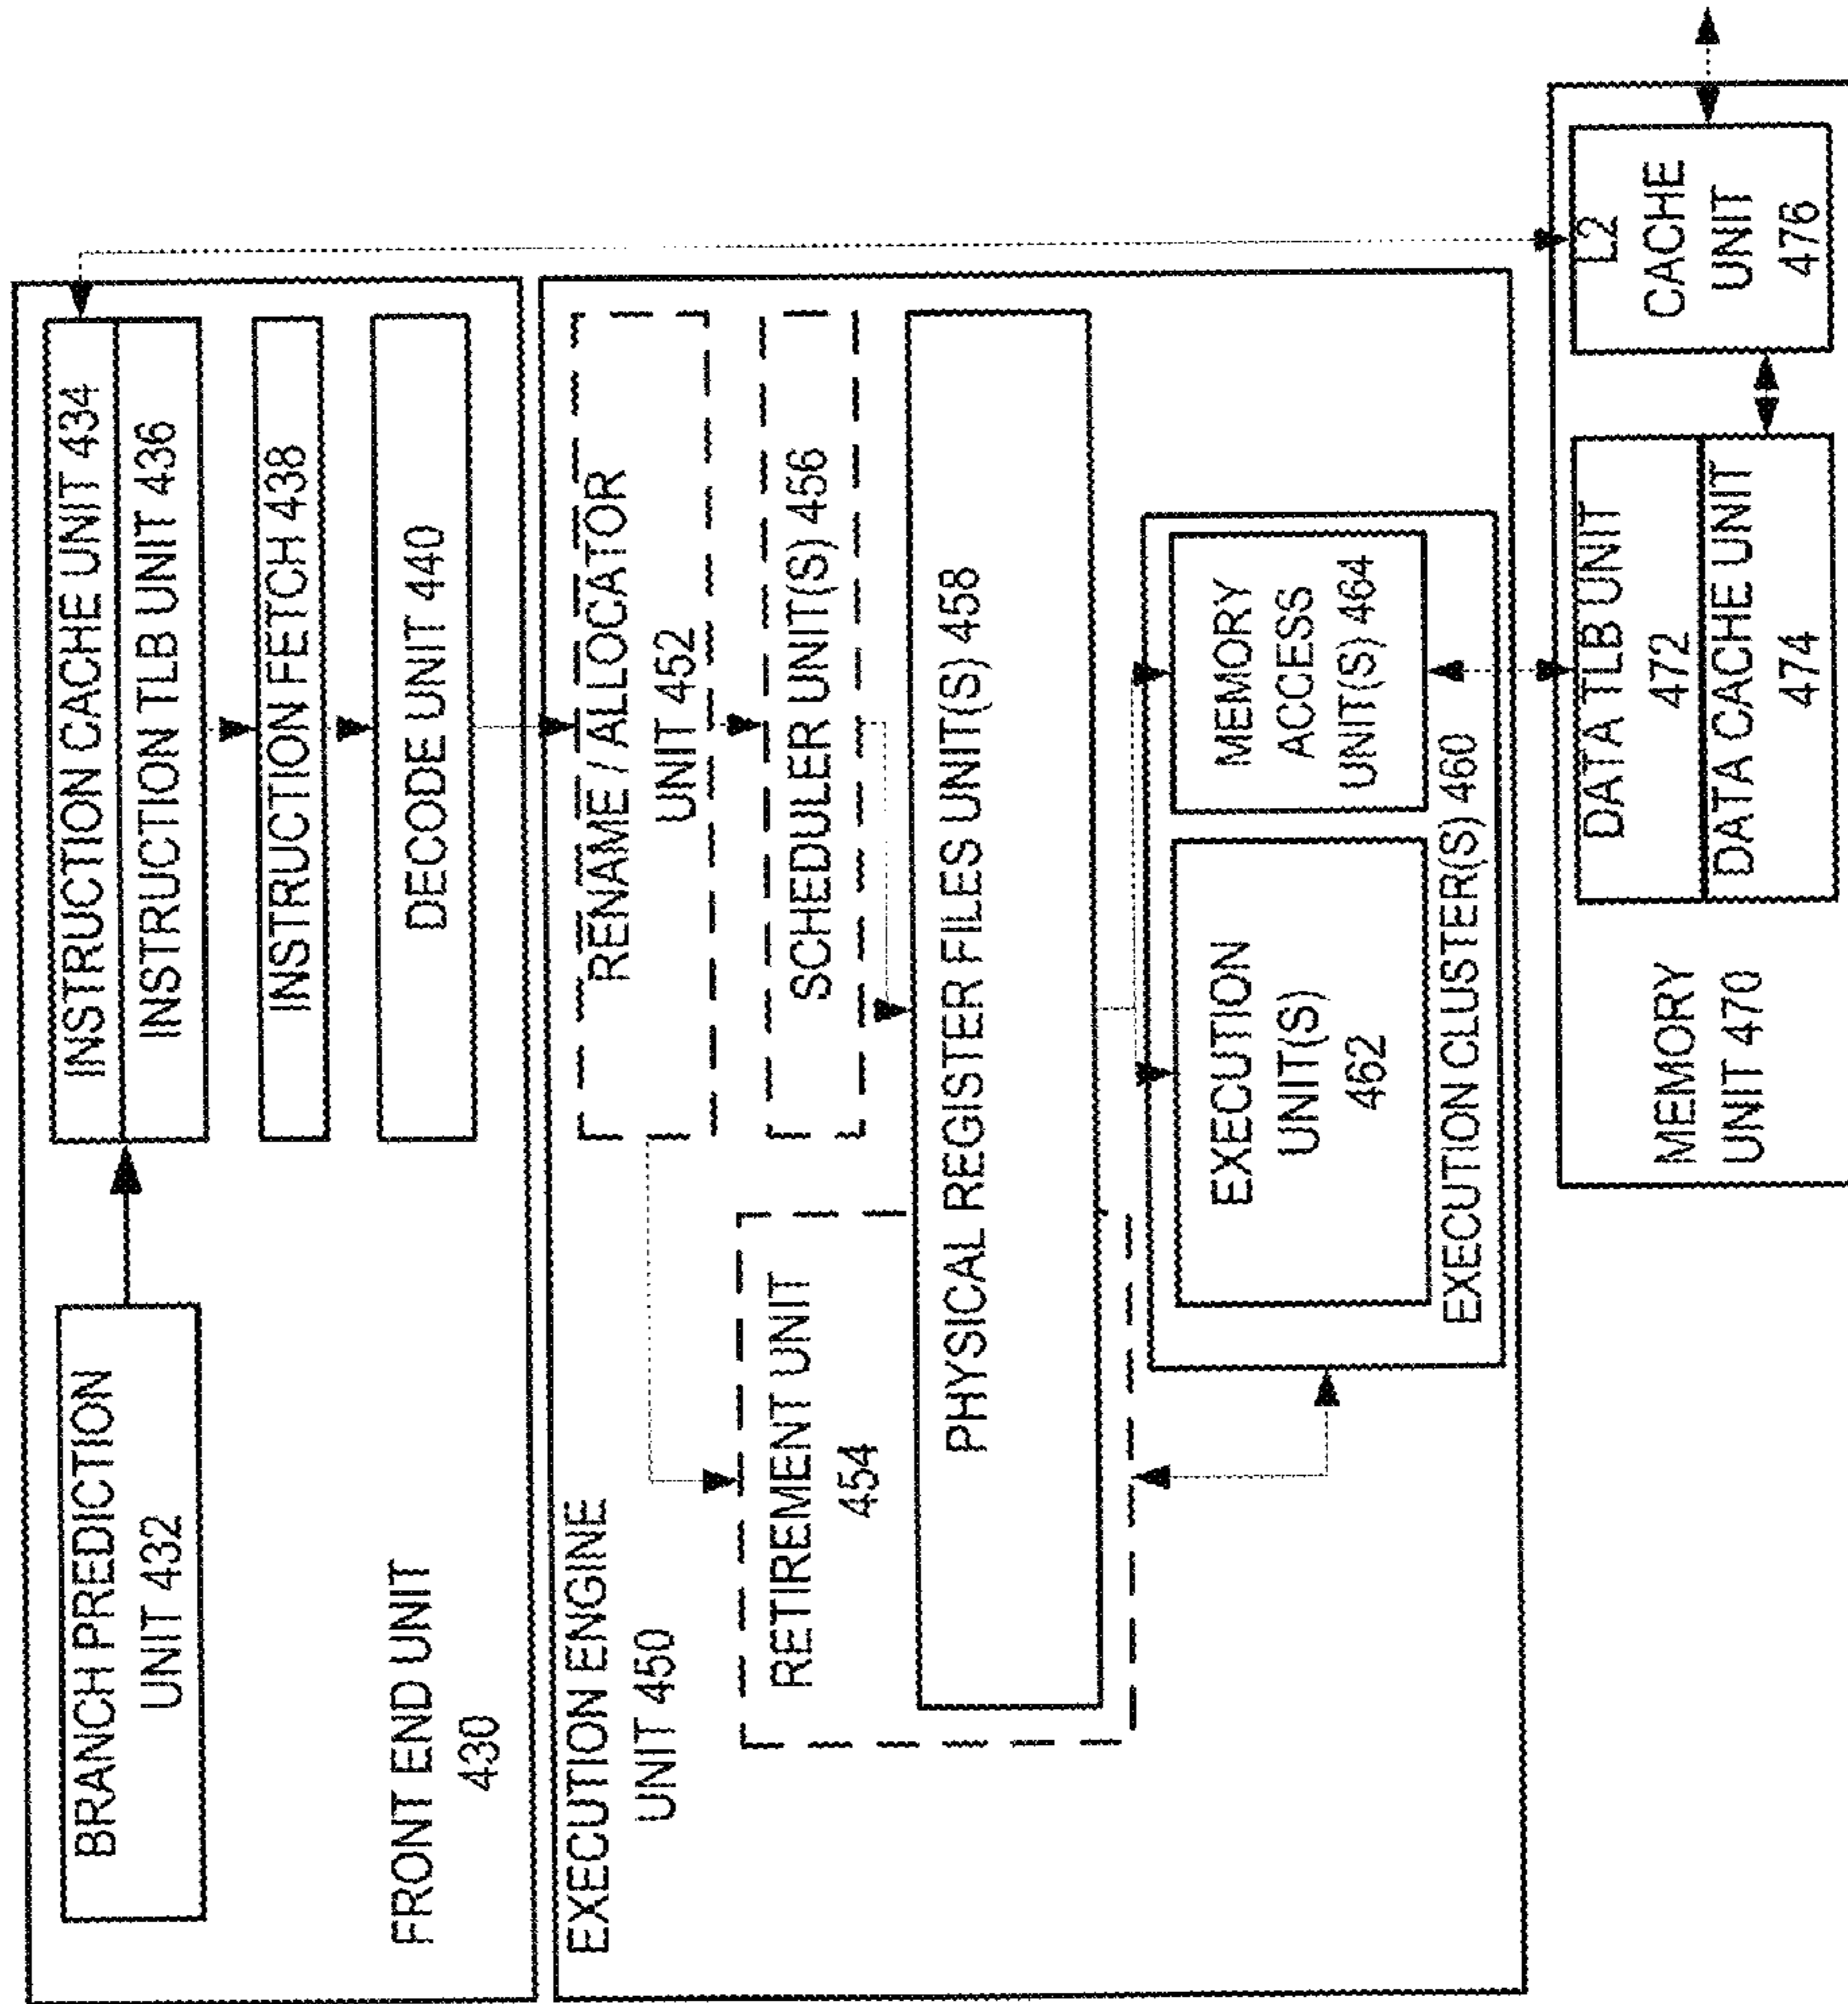 BRANCH PREDICTION
UNIT 432
INSTRUCTION CACHE UNIT 434
INSTRUCTION TLB UNIT 436
INSTRUCTION FETCH 438
FRONT END UNIT
430
DECODE UNIT 440
EXECUTION ENGINE
UNIT 450
RENAME / ALLOCATOR
UNIT 452
RETIREMENT UNIT
454
SCHEDULER UNIT(S) 456
PHYSICAL REGISTER FILES UNIT(S) 458
EXECUTION
UNIT(S)
462
MEMORY
ACCESS
UNIT(S) 464
EXECUTION CLUSTER(S) 460
MEMORY
UNIT 470
DATA TLB UNIT
472
DATA CACHE UNIT
474
L2
CACHE
UNIT
476